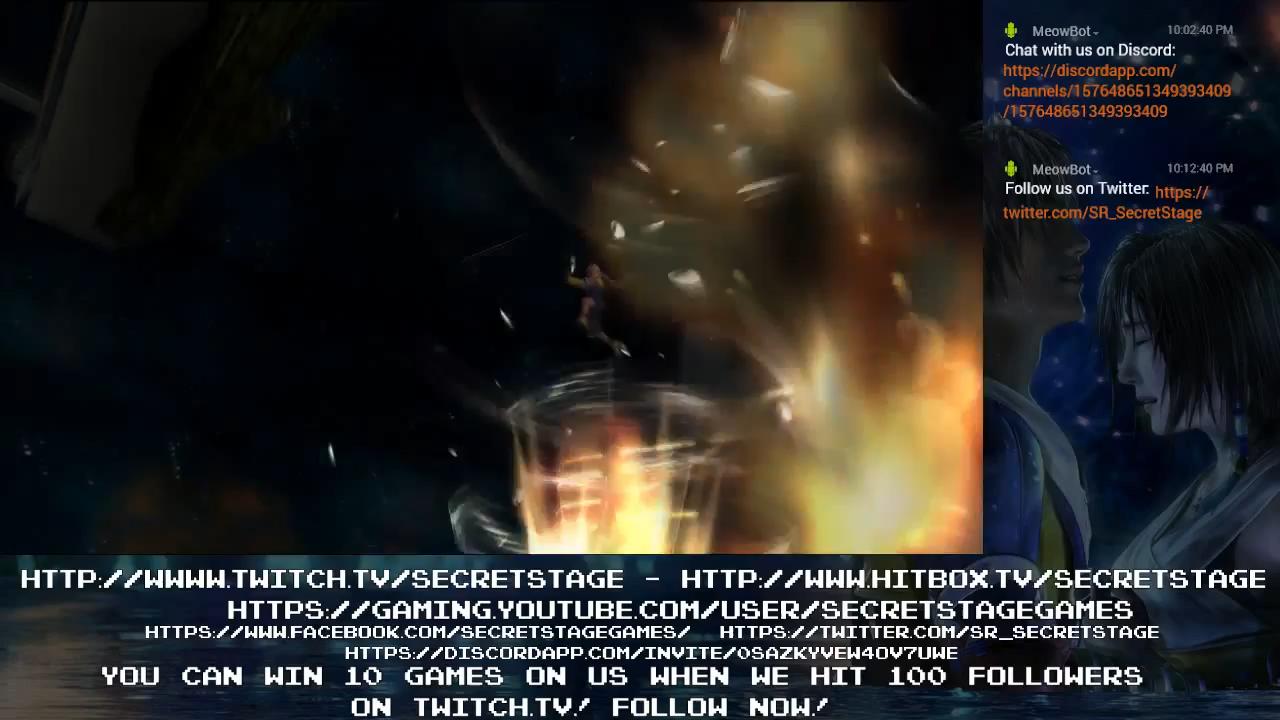 MeowBot
10:02:40 PM
Chat with us on Discord:
https://discordapp.com/
channels/157648651349393409
/157648651349393409
MeowBot
10:12:40 PM
Follow us on Twitter: https://
twitter.com/SR_SecretStage
HTTP://WWWW.TWITCH.TV/SECRETSTAGE - HTTP://WWW.HITBOX.TV/SECRETSTAGE
HTTPS://GAMING.YOUTUBE.COM/USER/SECRETSTAGEGAMES
HTTPS://WWW.FACEBOOK.COM/SECRETSTAGEGAMES/ HTTPS://TWITTER.COM/SR_SECRETSTAGE
HTTPS://DISCORDAPP.COM/INVITE/0SAZKYVEW4OV7UWE
YOU CAN WIN 10 GAMES ON US WHEN WE HIT 100 FOLLOWERS
ON TWITCH.TV! FOLLOW NOW!